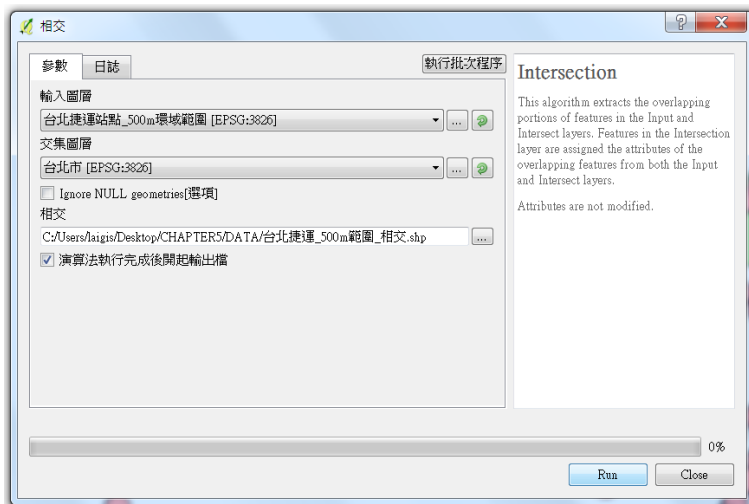 相交
參數
日誌
執行批次程序
輸入圖層
台北捷運站點_500m環域範圍 [EPSG:3826]
...
交集圖層
台北市 [EPSG:3826]
...
Ignore NULL geometries[選項]
相交
C:/Users/laigis/Desktop/CHAPTER5/DATA/台北捷運_500m範圍_相交.shp
...
演算法執行完成後開起輸出檔
Intersection
This algorithm extracts the overlapping
portions of features in the Input and
Intersect layers. Features in the Intersection
layer are assigned the attributes of the
overlapping features from both the Input
and Intersect layers.
Attributes are not modified.
0%
Run
Close